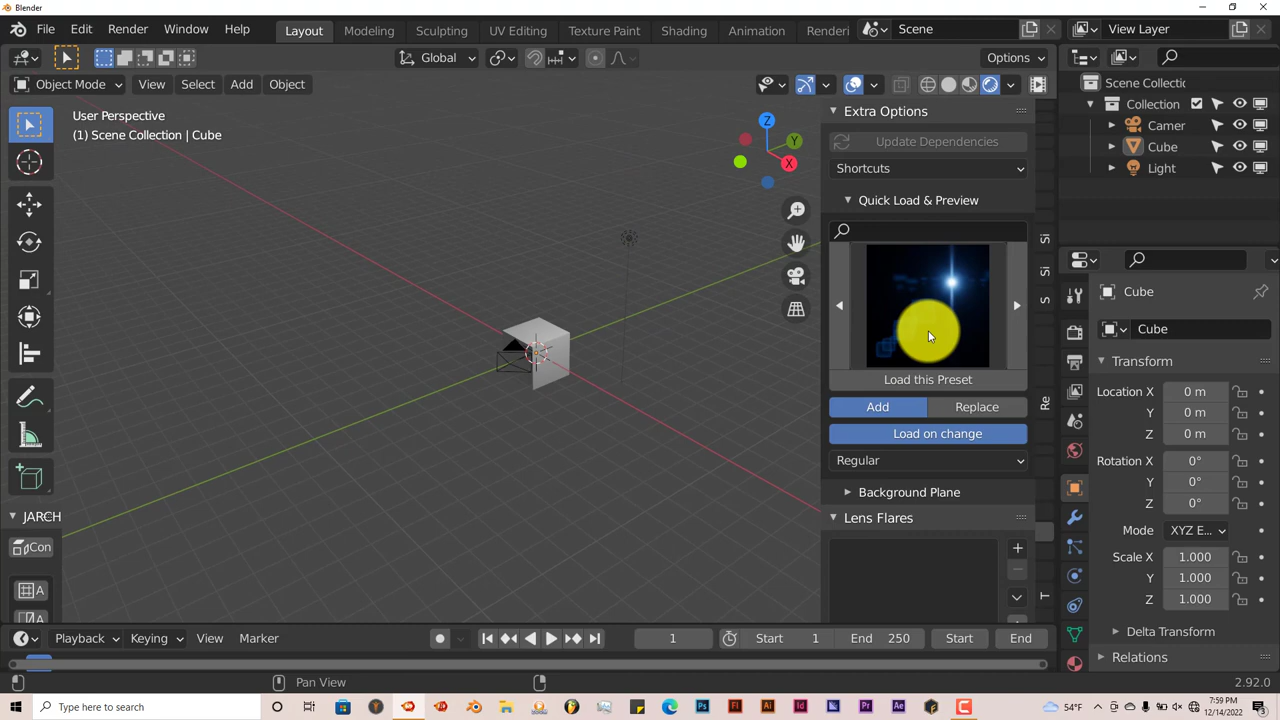 Blender
File Edit Render Window Help Layout Modeling Sculpting UV Editing Texture Paint Shading Animation Renderi Scene View Layer
Global Options
Object Mode View Select Add Object
User Perspective
(1) Scene Collection | Cube
Z
Y
X
Extra Options
Update Dependencies
Shortcuts
Quick Load & Preview
Load this Preset
Add Replace
Load on change
Regular
Background Plane
Lens Flares
Si
Si
S
Re
T
Scene Collectic
Collection
Camer
Cube
Light
Cube
Cube
Transform
Location X 0 m
Y 0 m
Z 0 m
Rotation X 0°
Y 0°
Z 0°
Mode XYZ E...
Scale X 1.000
Y 1.000
Z 1.000
Delta Transform
Relations
JARCH
Con
A
A
Playback Keying View Marker 1 Start 1 End 250 Start End
Pan View 2.92.0
Type here to search 54°F 7:59 PM
12/14/2022